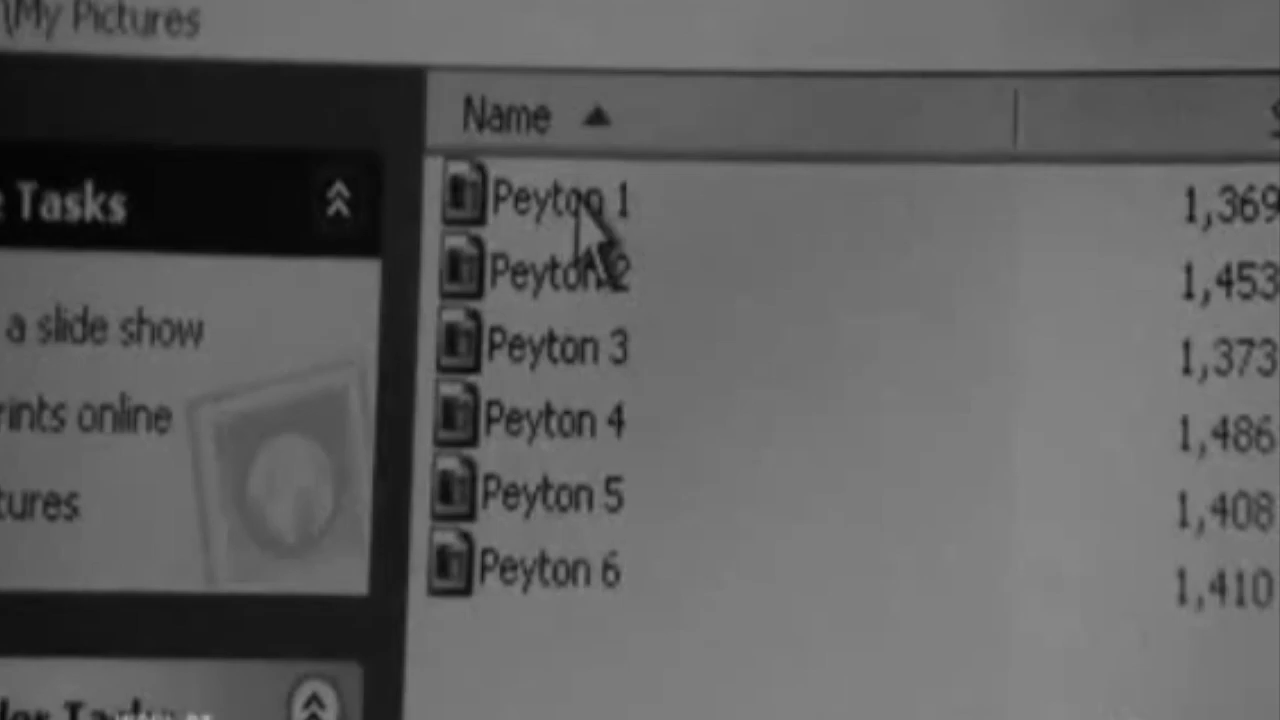 \My Pictures
Name
Tasks
Peyton 1
1,369
Peyton 2
1,453
a slide show
Peyton 3
1,373
rints online
Peyton 4
1,486
tures
Peyton 5
1,408
Peyton 6
1,410